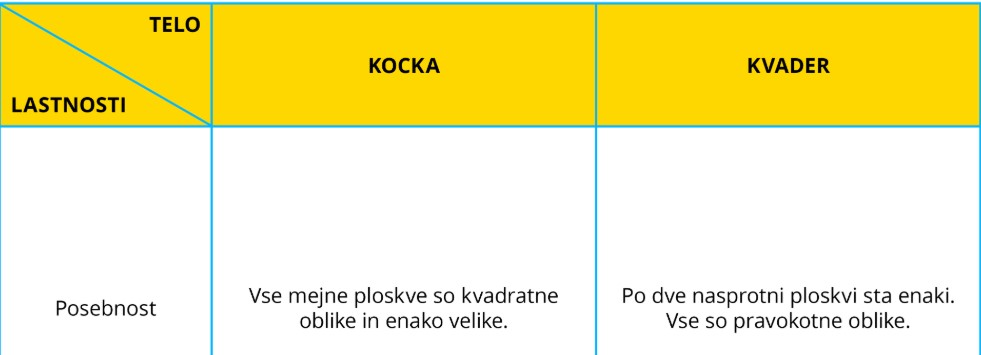 TELO
LASTNOSTI
KOCKA
KVADER
Posebnost
Vse mejne ploskve so kvadratne
oblike in enako velike.
Po dve nasprotni ploskvi sta enaki.
Vse so pravokotne oblike.